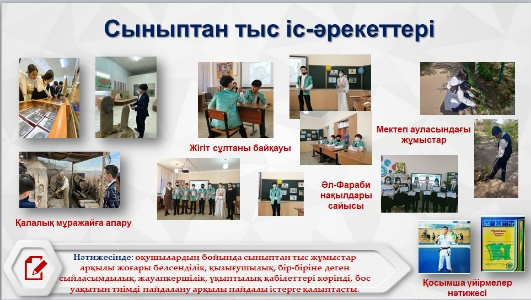 Сыныптан тыс іс-әрекеттері
Жігіт сұлтаны байқауы
Мектеп ауласындағы
жұмыстар
Әл-Фараби
нақылдары
сайысы
Қалалық мұражайға апару
Қосымша үйірмелер
нәтижесі
Нәтижесінде: оқушылардың бойында сыныптан тыс жұмыстар
арқылы жоғары белсенділік, қызығушылық, бір-біріне деген
сыйласымдылық, жауапкершілік, ұқыптылық қабілеттері көрінді, бос
уақытын тиімді пайдалану арқылы пайдалы істерге қалыптасты.